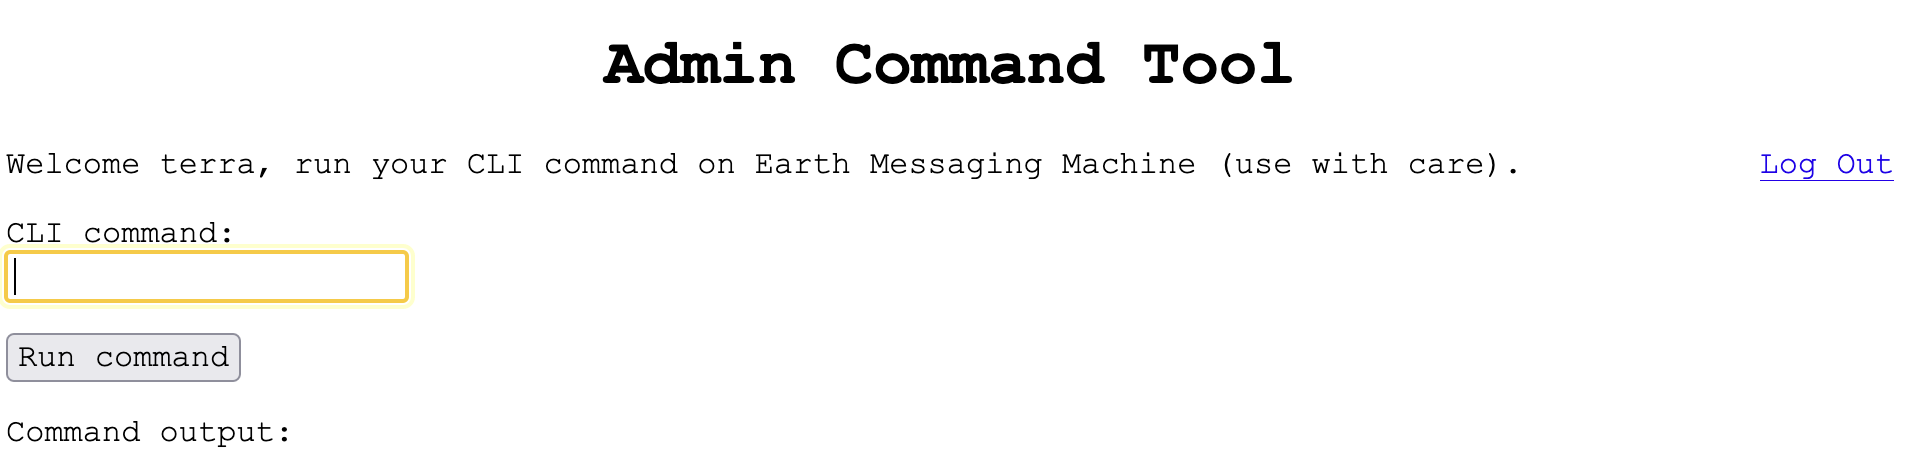 Admin Command Tool
Welcome terra, run your CLI command on Earth Messaging Machine (use with care). Log Out
CLI command:
Run command
Command output: